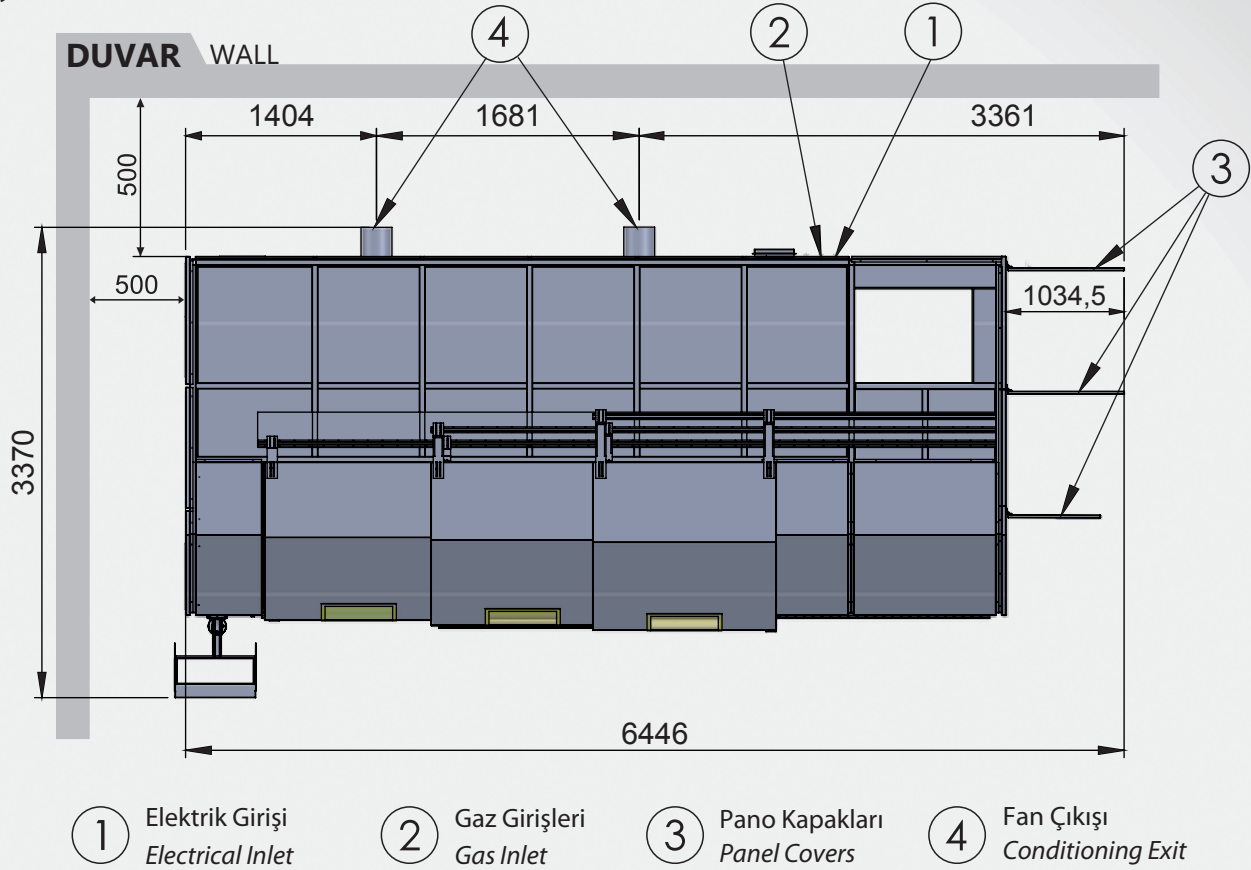 DUVAR WALL
4
2
1
1404
1681
3361
3
500
500
1034,5
3370
6446
1 Elektrik Girişi
Electrical Inlet
2 Gaz Girişleri
Gas Inlet
3 Pano Kapakları
Panel Covers
4 Fan Çıkışı
Conditioning Exit